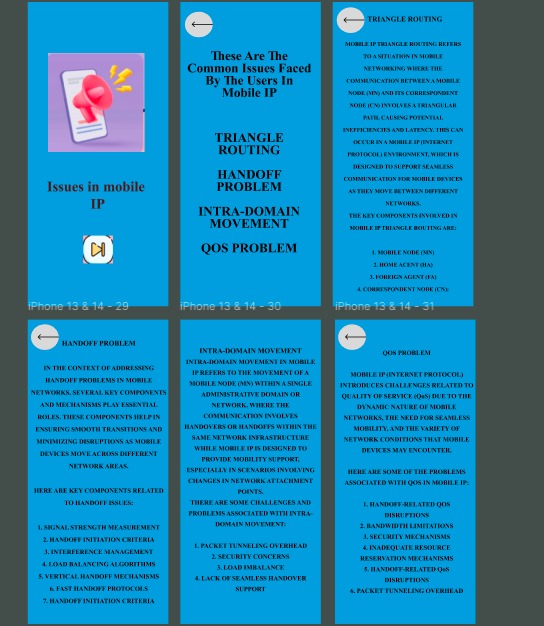 Issues in mobile
IP
iPhone 13 & 14 - 29
These Are The
Common Issues Faced
By The Users In
Mobile IP
TRIANGLE
ROUTING
HANDOFF
PROBLEM
INTRA-DOMAIN
MOVEMENT
QOS PROBLEM
iPhone 13 & 14 - 30
TRIANGLE ROUTING
MOBILE IP TRIANGLE ROUTING REFERS
TO A SITUATION IN MOBILE
NETWORKING WHERE THE
COMMUNICATION BETWEEN A MOBILE
NODE (MN) AND ITS CORRESPONDENT
NODE (CN) INVOLVES A TRIANGULAR
PATH, CAUSING POTENTIAL
INEFFICIENCIES AND LATENCY. THIS CAN
OCCUR IN A MOBILE IP (INTERNET
PROTOCOL) ENVIRONMENT, WHICH IS
DESIGNED TO SUPPORT SEAMLESS
COMMUNICATION FOR MOBILE DEVICES
AS THEY MOVE BETWEEN DIFFERENT
NETWORKS.
THE KEY COMPONENTS INVOLVED IN
MOBILE IP TRIANGLE ROUTING ARE:
1. MOBILE NODE (MN)
2. HOME AGENT (HA)
3. FOREIGN AGENT (FA)
4. CORRESPONDENT NODE (CN):
iPhone 13 & 14 - 31
HANDOFF PROBLEM
IN THE CONTEXT OF ADDRESSING
HANDOFF PROBLEMS IN MOBILE
NETWORKS, SEVERAL KEY COMPONENTS
AND MECHANISMS PLAY ESSENTIAL
ROLES. THESE COMPONENTS HELP IN
ENSURING SMOOTH TRANSITIONS AND
MINIMIZING DISRUPTIONS AS MOBILE
DEVICES MOVE ACROSS DIFFERENT
NETWORK AREAS.
HERE ARE KEY COMPONENTS RELATED
TO HANDOFF ISSUES:
1. SIGNAL STRENGTH MEASUREMENT
2. HANDOFF INITIATION CRITERIA
3. INTERFERENCE MANAGEMENT
4. LOAD BALANCING ALGORITHMS
5. VERTICAL HANDOFF MECHANISMS
6. FAST HANDOFF PROTOCOLS
7. HANDOFF INITIATION CRITERIA
INTRA-DOMAIN MOVEMENT
INTRA-DOMAIN MOVEMENT IN MOBILE
IP REFERS TO THE MOVEMENT OF A
MOBILE NODE (MN) WITHIN A SINGLE
ADMINISTRATIVE DOMAIN OR
NETWORK, WHERE THE
COMMUNICATION INVOLVES
HANDOVERS OR HANDOFFS WITHIN THE
SAME NETWORK INFRASTRUCTURE
WHILE MOBILE IP IS DESIGNED TO
PROVIDE MOBILITY SUPPORT,
ESPECIALLY IN SCENARIOS INVOLVING
CHANGES IN NETWORK ATTACHMENT
POINTS.
THERE ARE SOME CHALLENGES AND
PROBLEMS ASSOCIATED WITH INTRA-
DOMAIN MOVEMENT:
1. PACKET TUNNELING OVERHEAD
2. SECURITY CONCERNS
3. LOAD IMBALANCE
4. LACK OF SEAMLESS HANDOVER
SUPPORT
QOS PROBLEM
MOBILE IP (INTERNET PROTOCOL)
INTRODUCES CHALLENGES RELATED TO
QUALITY OF SERVICE (QoS) DUE TO THE
DYNAMIC NATURE OF MOBILE
NETWORKS, THE NEED FOR SEAMLESS
MOBILITY, AND THE VARIETY OF
NETWORK CONDITIONS THAT MOBILE
DEVICES MAY ENCOUNTER.
HERE ARE SOME OF THE PROBLEMS
ASSOCIATED WITH QOS IN MOBILE IP:
1. HANDOFF-RELATED QOS
DISRUPTIONS
2. BANDWIDTH LIMITATIONS
3. SECURITY MECHANISMS
4. INADEQUATE RESOURCE
RESERVATION MECHANISMS
5. HANDOFF-RELATED QoS
DISRUPTIONS
6. PACKET TUNNELING OVERHEAD